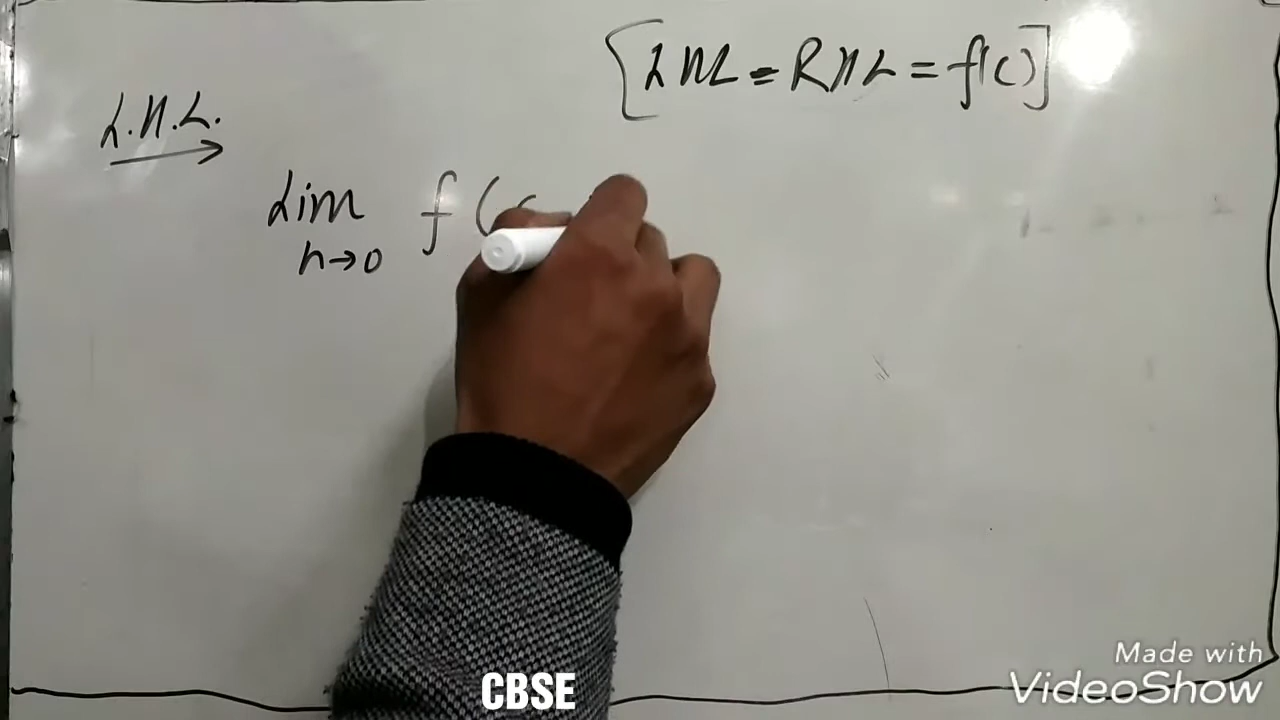 [LHL = RHL = f(c)]
L.H.L.
Lim f(c
h→0
CBSE
Made with
VideoShow